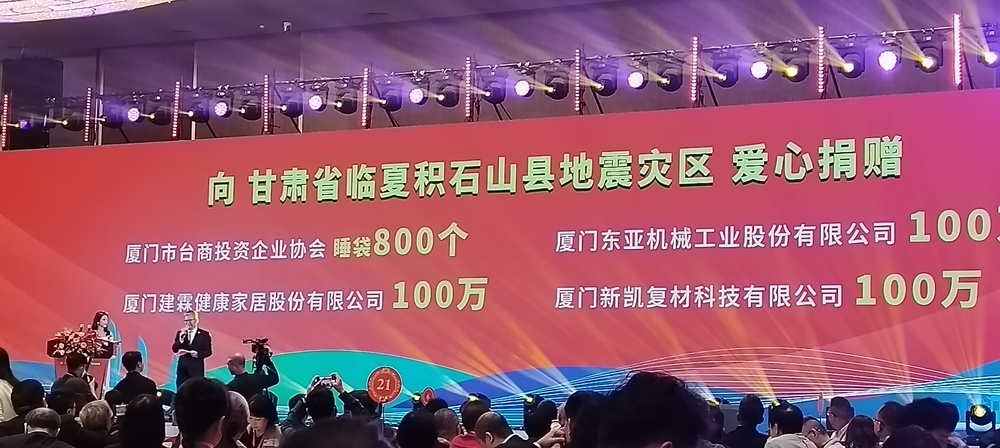 向 甘肃省临夏积石山县地震灾区 爱心捐赠
厦门市台商投资企业协会 睡袋800个
厦门东亚机械工业股份有限公司 100万
厦门建霖健康家居股份有限公司 100万
厦门新凯复材科技有限公司 100万
21